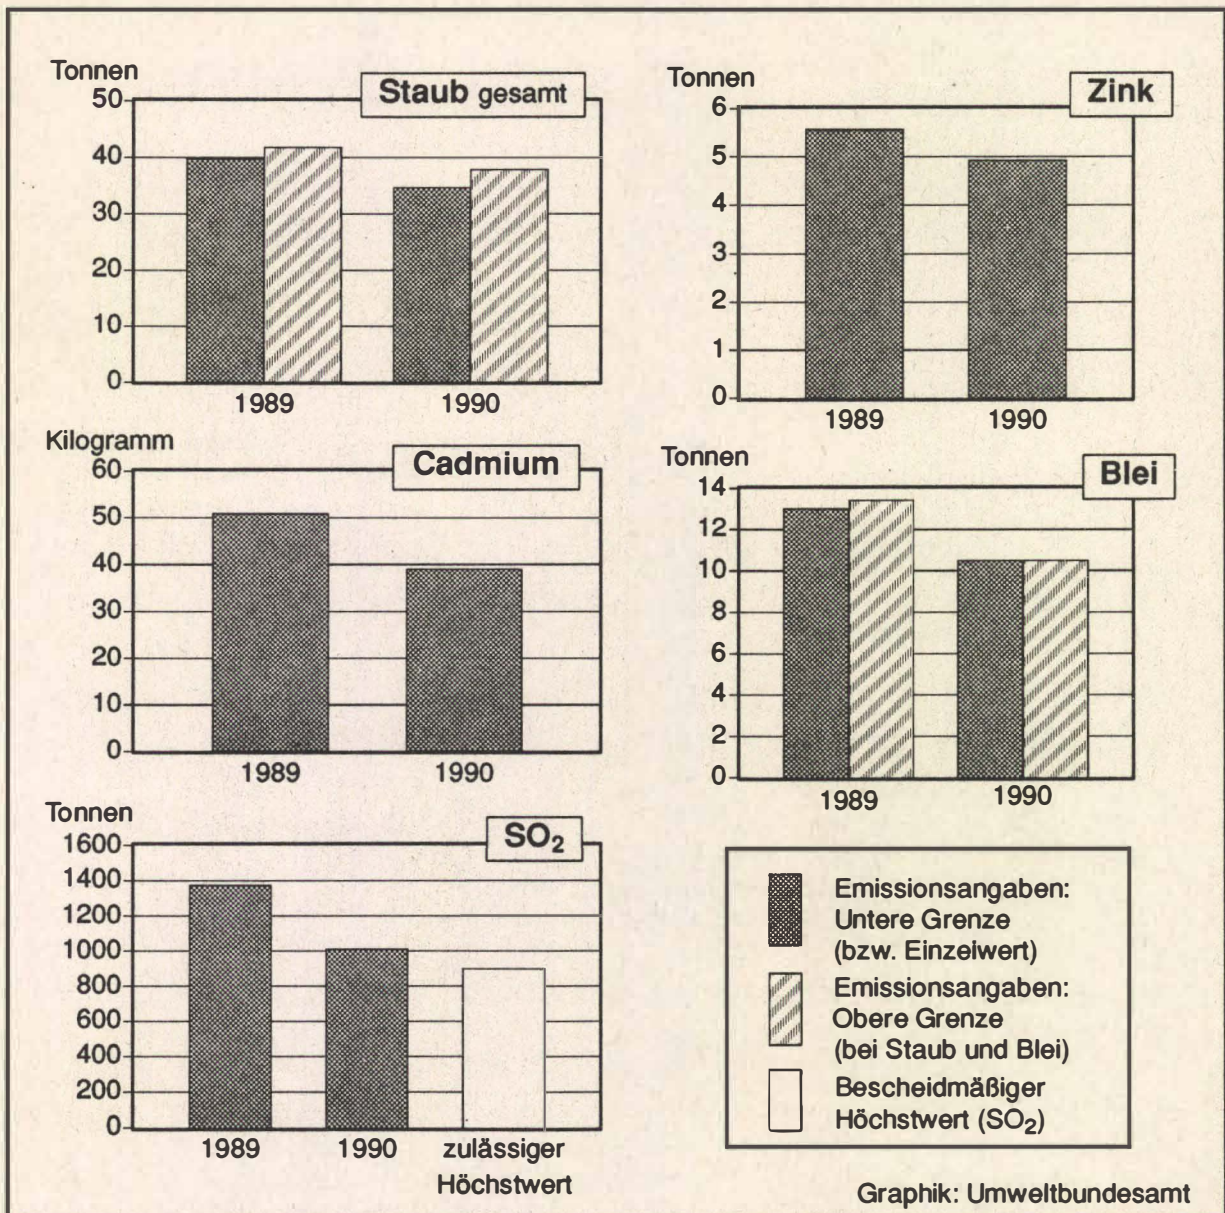 Tonnen
Staub gesamt
50
40
30
20
10
0
1989 1990
Tonnen
Zink
6
5
4
3
2
1
0
1989 1990
Kilogramm
Cadmium
60
50
40
30
20
10
0
1989 1990
Tonnen
Blei
14
12
10
8
6
4
2
0
1989 1990
Tonnen
SO₂
1600
1400
1200
1000
800
600
400
200
0
1989 1990 zulässiger
Höchstwert
Emissionsangaben:
Untere Grenze
(bzw. Einzelwert)
Emissionsangaben:
Obere Grenze
(bei Staub und Blei)
Bescheidmäßiger
Höchstwert (SO₂)
Graphik: Umweltbundesamt